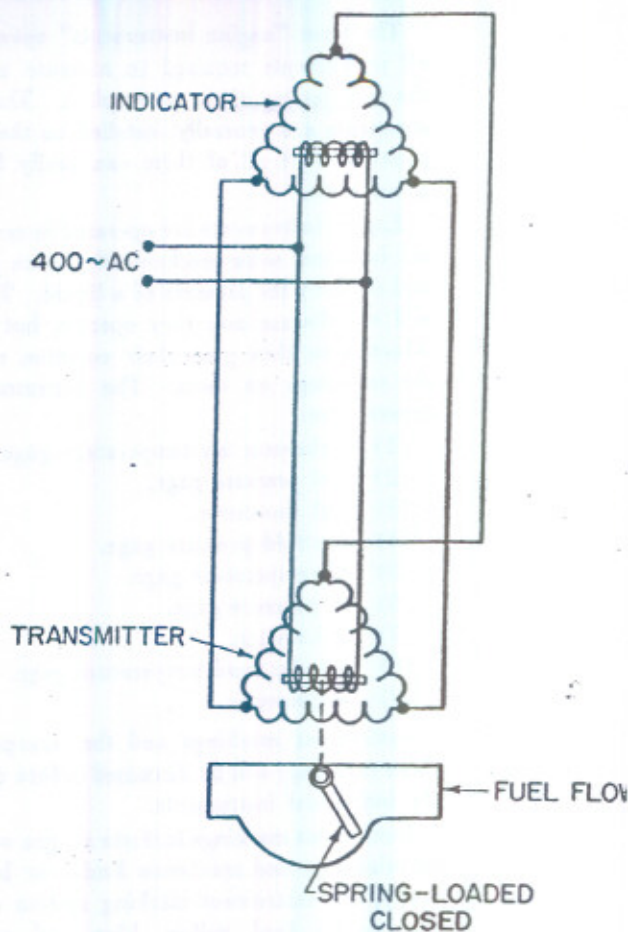 INDICATOR
400~AC
TRANSMITTER
FUEL FLOW
SPRING-LOADED
CLOSED